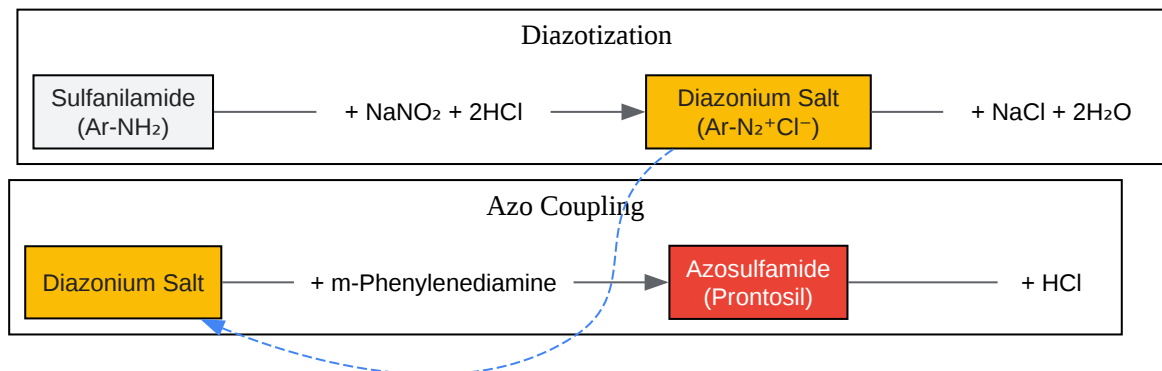 Diazotization
Sulfanilamide
(Ar-NH₂)
+ NaNO₂ + 2HCl
Diazonium Salt
(Ar-N₂⁺Cl⁻)
+ NaCl + 2H₂O
Azo Coupling
Diazonium Salt
+ m-Phenylenediamine
Azosulfamide
(Prontosil)
+ HCl